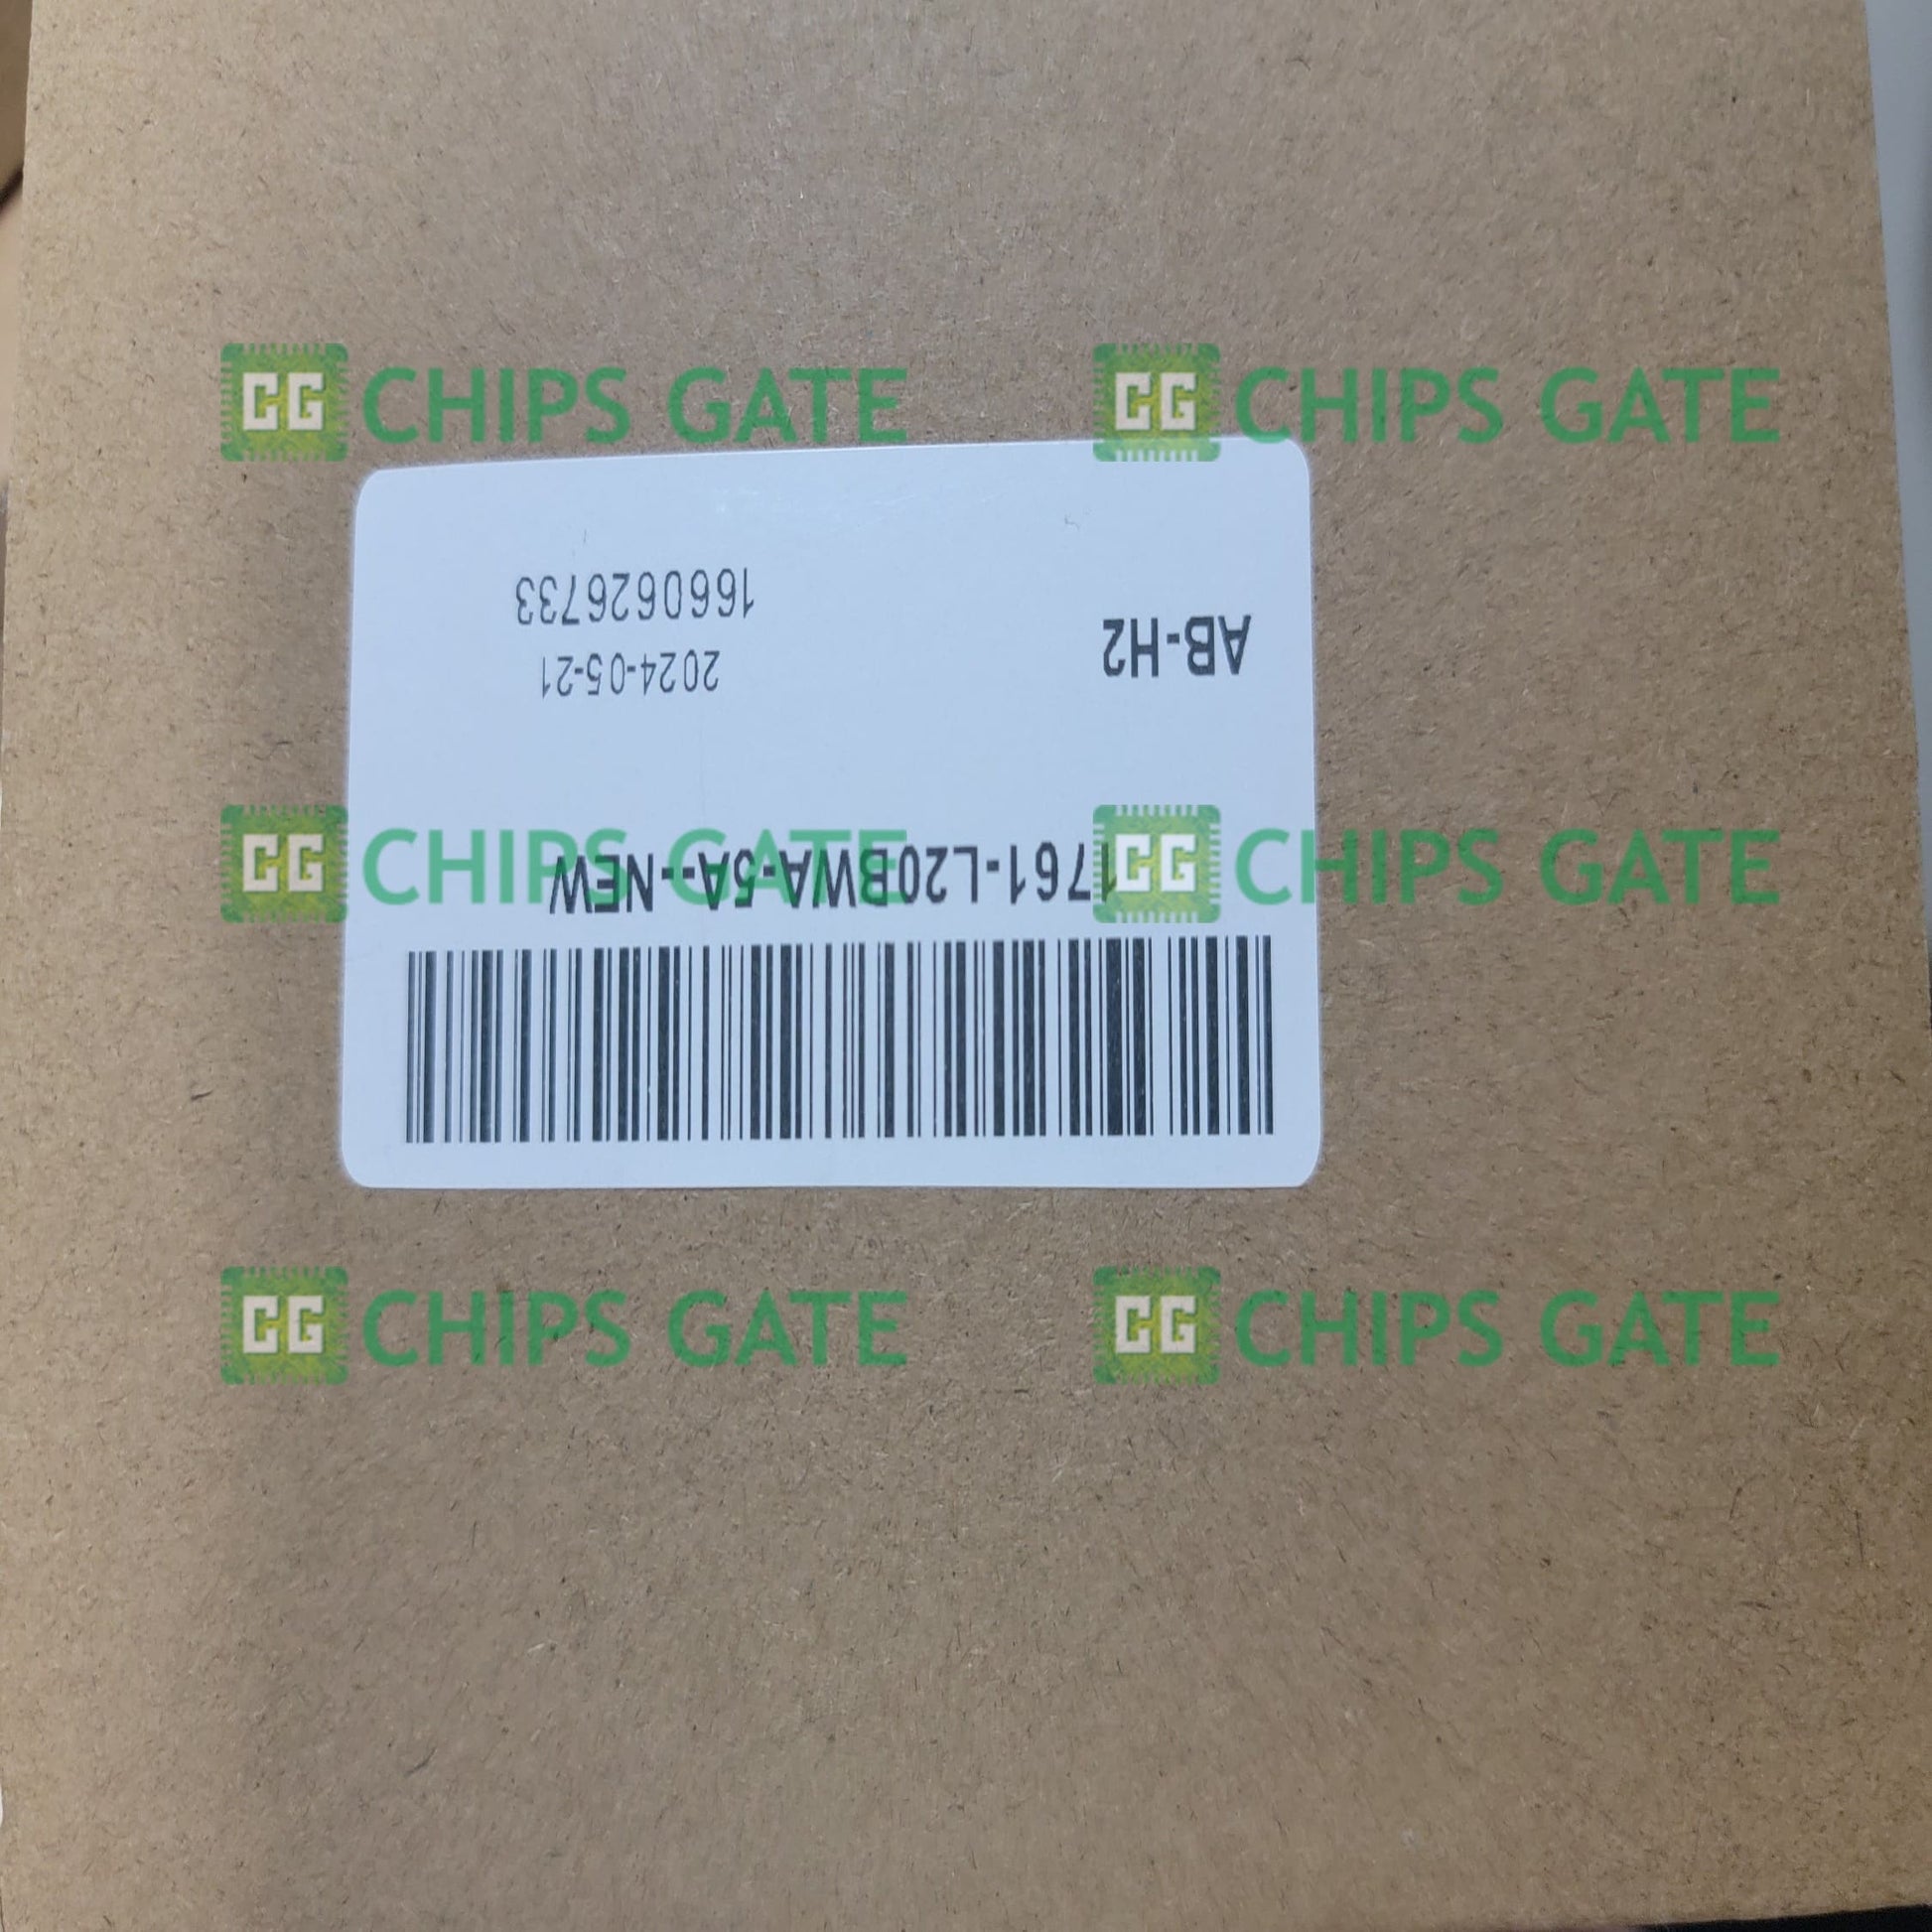 CG CHIPS GATE CG CHIPS GATE
1761-L20BWA-5A--NEW
AB-H2
2024-05-21
1660626733
CG CHIPS GATE CG CHIPS GATE
CG CHIPS GATE CG CHIPS GATE